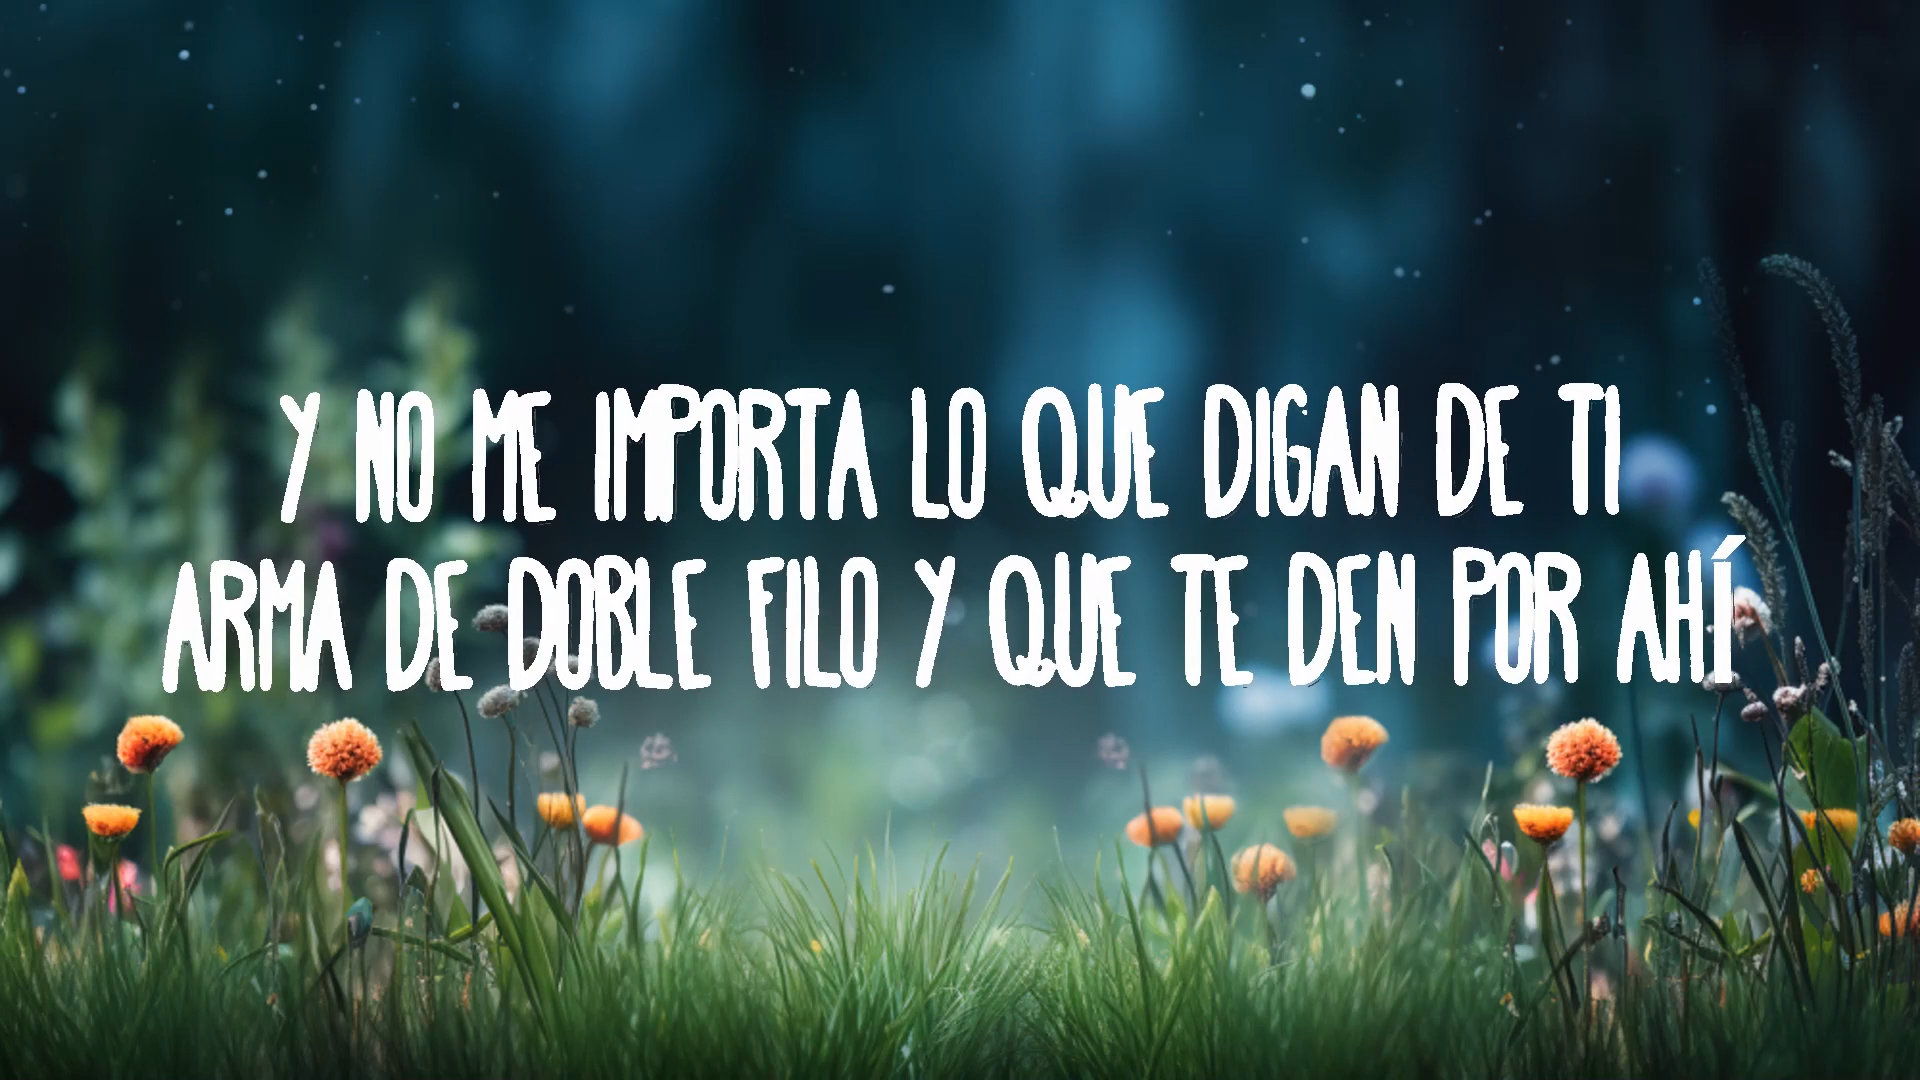 Y NO ME IMPORTA LO QUE DIGAN DE TI
ARMA DE DOBLE FILO Y QUE TE DEN POR AHÍ